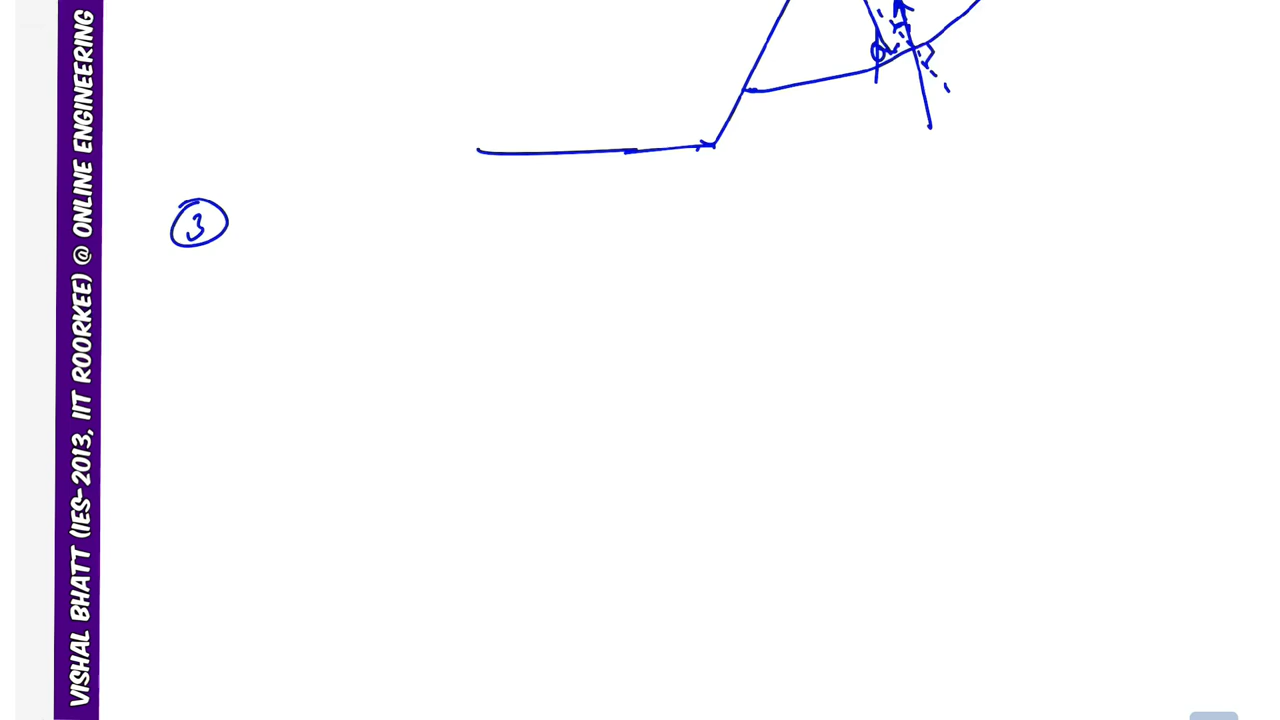 VISHAL BHATT (IES-2013, IIT ROORKEE) @ ONLINE ENGINEERING
3